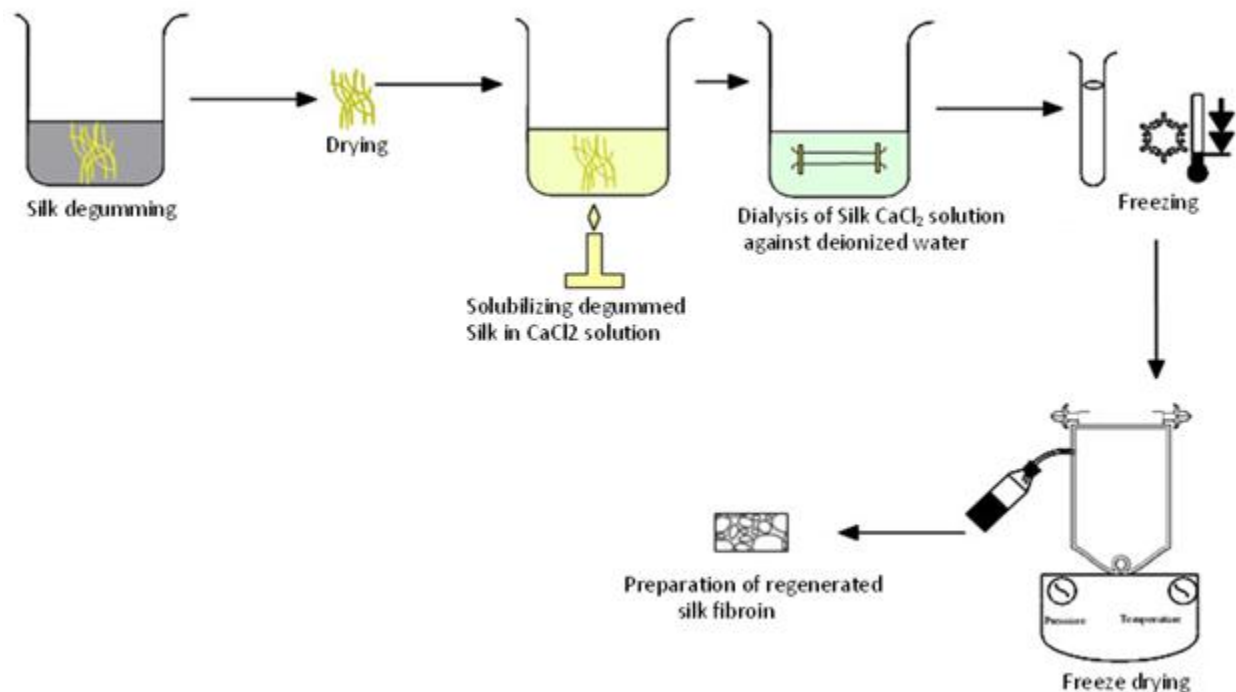 Silk degumming
Drying
Solubilizing degummed
Silk in CaCl2 solution
Dialysis of Silk CaCl₂ solution
against deionized water
Freezing
Pressure
Temperature
Freeze drying
Preparation of regenerated
silk fibroin